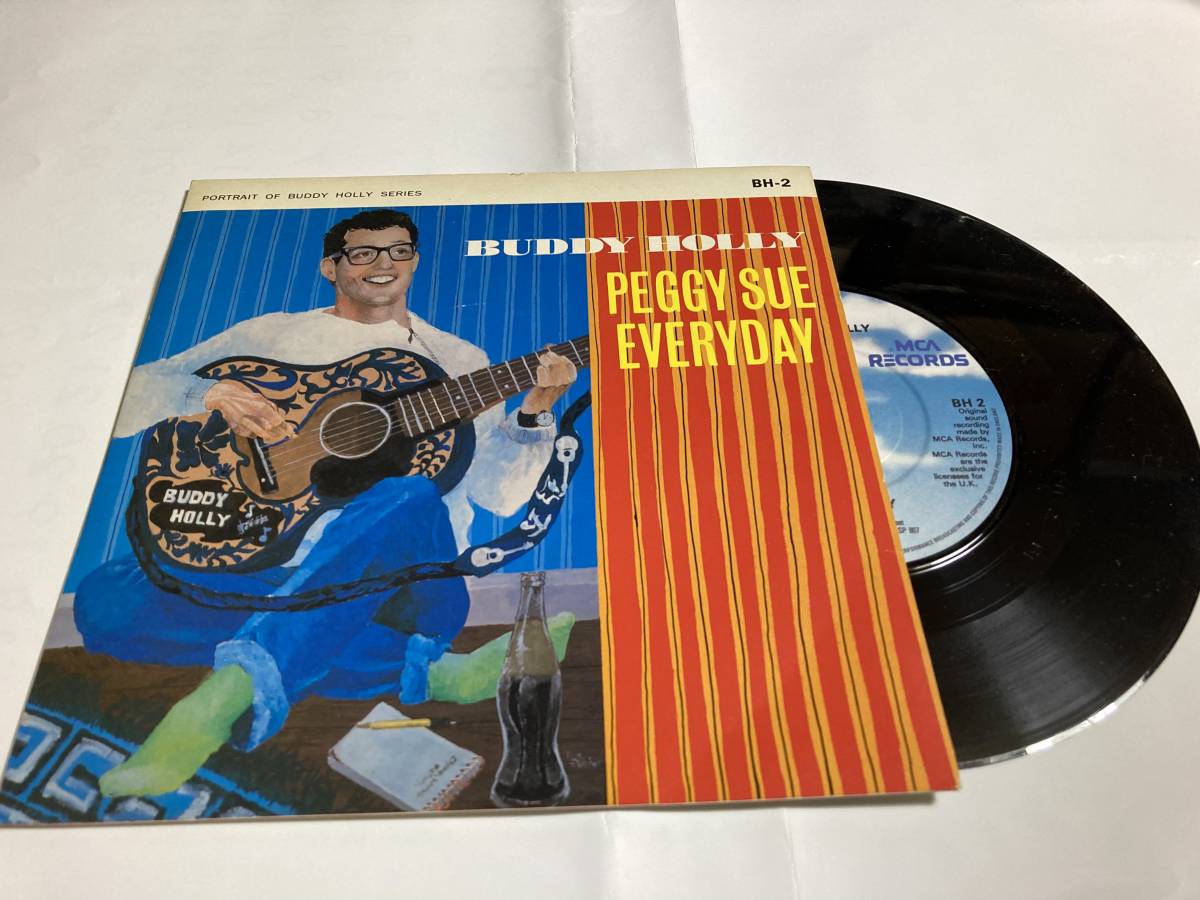 PORTRAIT OF BUDDY HOLLY SERIES
BH-2
BUDDY HOLLY
PEGGY SUE
EVERYDAY
BUDDY
HOLLY
LLY
MCA
RECORDS
BH 2
Original
sound
recording
made by
MCA Records,
Inc.
MCA Records
are the
exclusive
licensees for
the U.K.